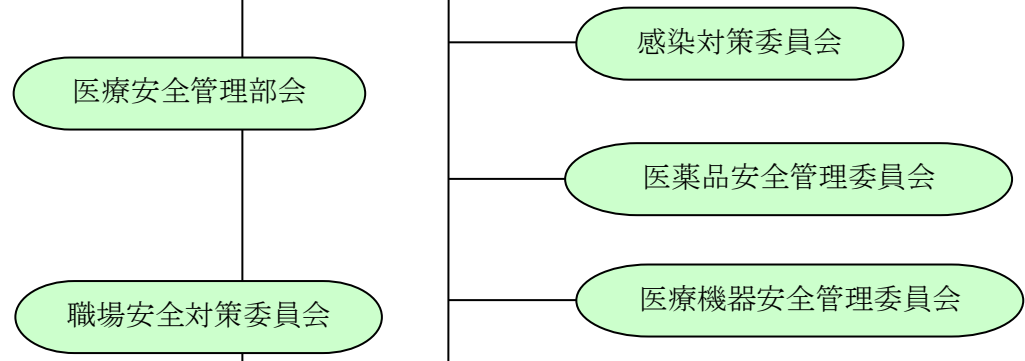 感染対策委員会
医療安全管理部会
医薬品安全管理委員会
医療機器安全管理委員会
職場安全対策委員会